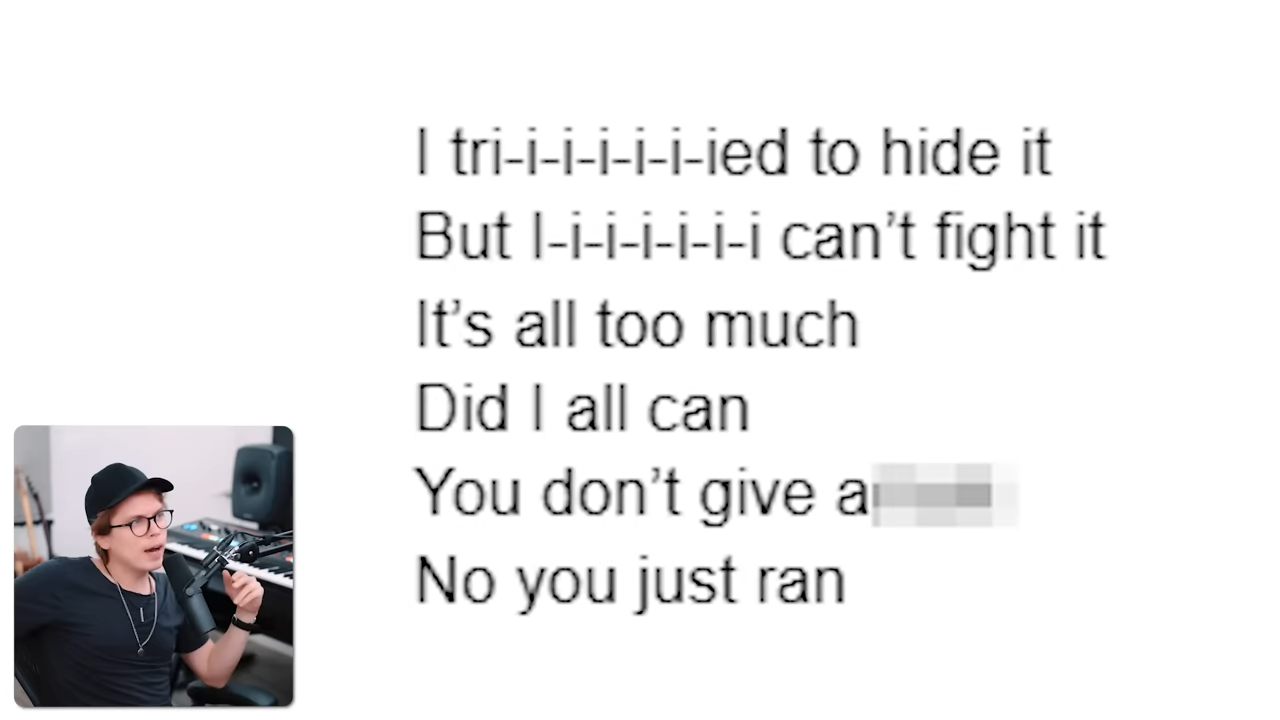 I tri-i-i-i-i-i-ied to hide it
But I-i-i-i-i-i-i can’t fight it
It’s all too much
Did I all can
You don’t give a
No you just ran